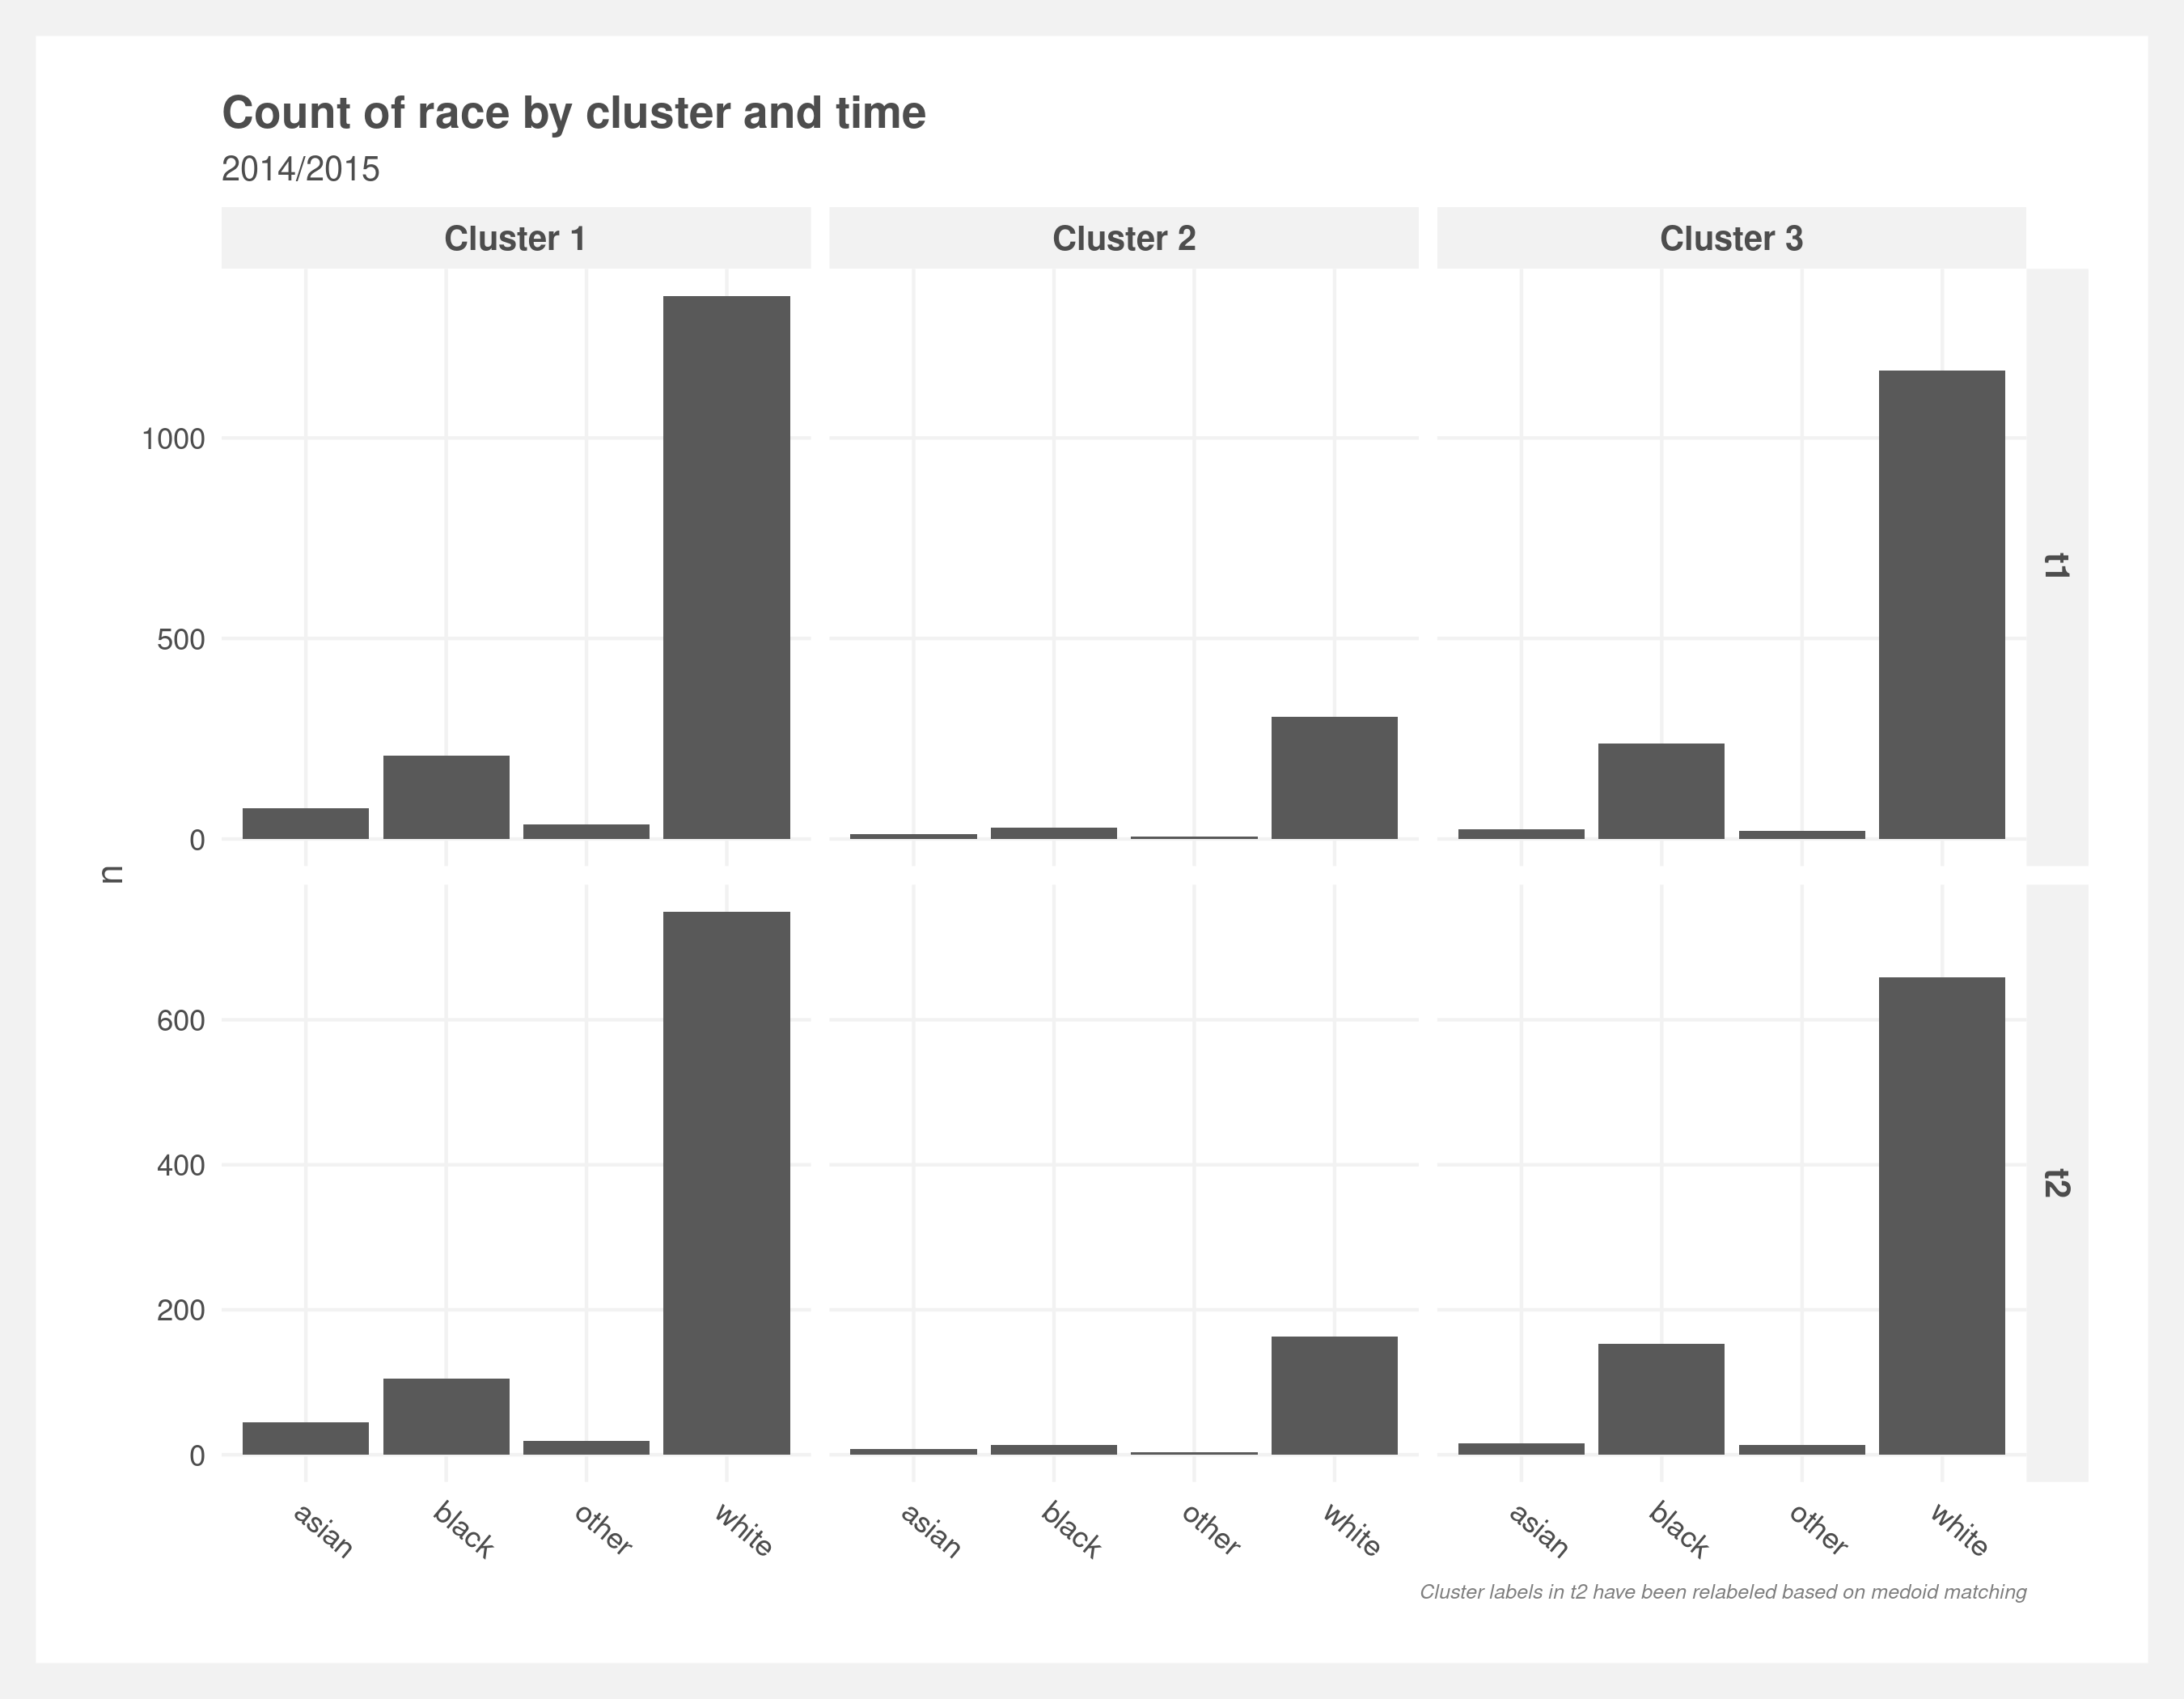 Count of race by cluster and time
2014/2015
Cluster 1 Cluster 2 Cluster 3
1000
500
0
t1
n
600
400
200
0
t2
asian black other white asian black other white asian black other white
Cluster labels in t2 have been relabeled based on medoid matching